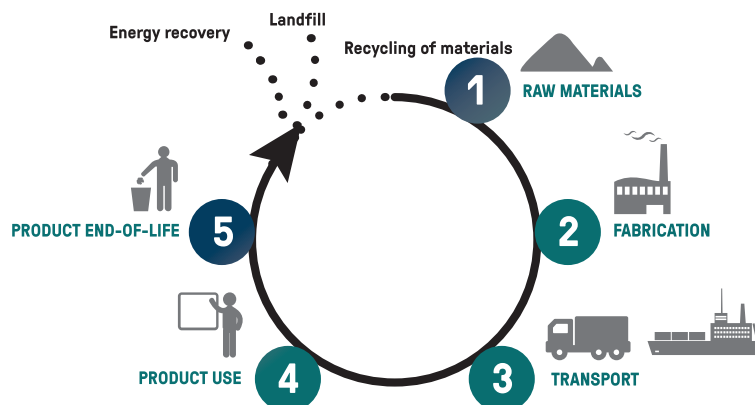 Landfill
Energy recovery
Recycling of materials
1
RAW MATERIALS
2
FABRICATION
3
TRANSPORT
4
PRODUCT USE
5
PRODUCT END-OF-LIFE